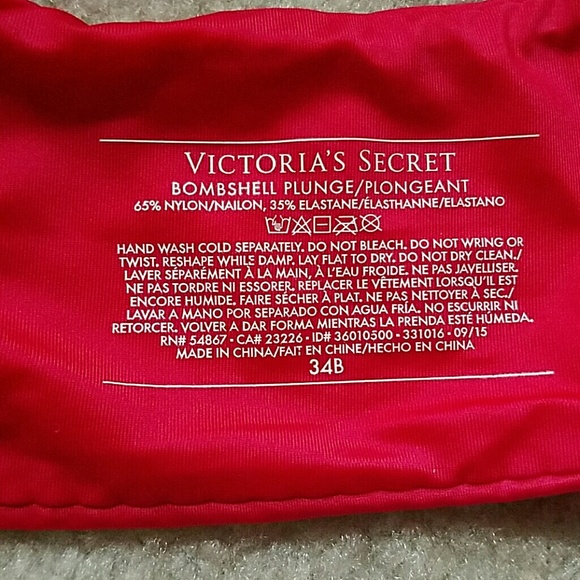 VICTORIA'S SECRET
BOMBSHELL PLUNGE/PLONGEANT
65% NYLON/NAILON, 35% ELASTANE/ÉLASTHANNE/ELASTANO
HAND WASH COLD SEPARATELY. DO NOT BLEACH. DO NOT WRING OR
TWIST. RESHAPE WHILE DAMP. LAY FLAT TO DRY. DO NOT DRY CLEAN./
LAVER SÉPARÉMENT À LA MAIN, À L'EAU FROIDE. NE PAS JAVELLISER.
NE PAS TORDRE NI ESSORER. REPLACER LE VÊTEMENT LORSQU'IL EST
ENCORE HUMIDE. FAIRE SÉCHER À PLAT. NE PAS NETTOYER À SEC./
LAVAR A MANO POR SEPARADO CON AGUA FRÍA. NO ESCURRIR NI
RETORCER. VOLVER A DAR FORMA MIENTRAS LA PRENDA ESTÉ HÚMEDA.
RN# 54867 • CA# 23226 • ID# 36010500 • 331016 • 09/15
MADE IN CHINA/FAIT EN CHINE/HECHO EN CHINA
34B